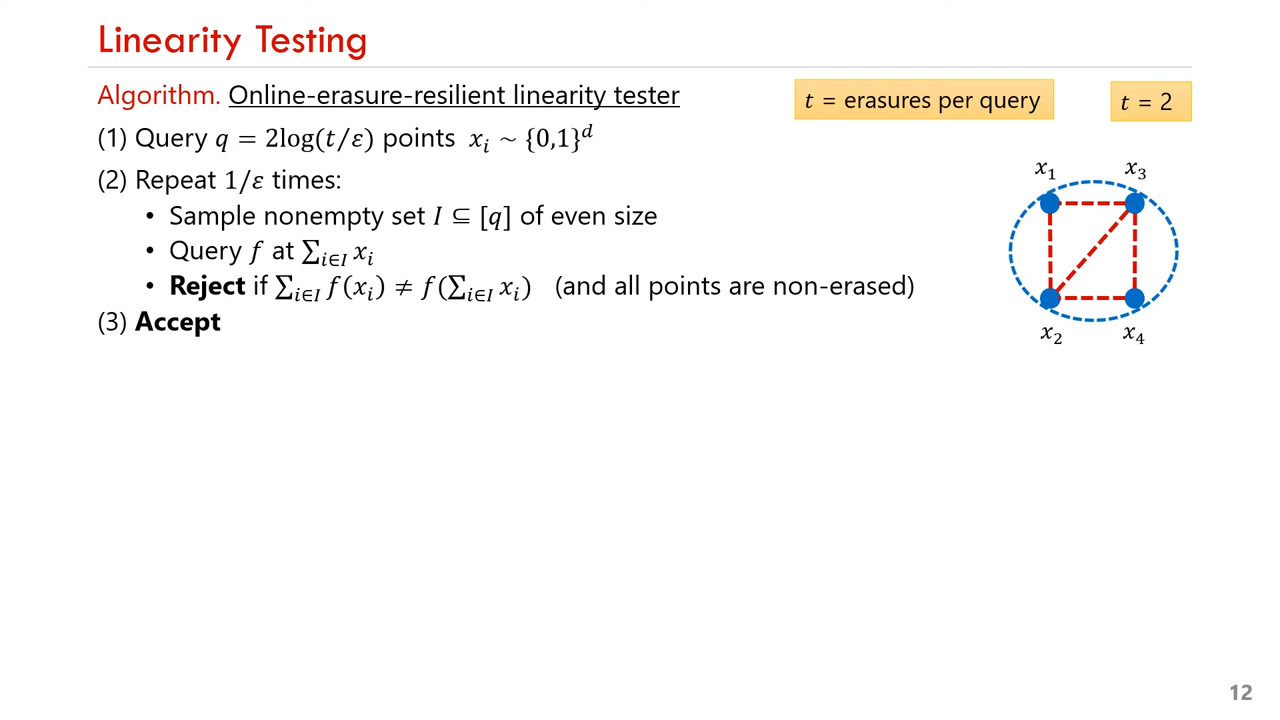 Linearity Testing
Algorithm. Online-erasure-resilient linearity tester
t = erasures per query
t = 2
(1) Query q = 2log(t/ε) points x_i ~ {0,1}^d
(2) Repeat 1/ε times:
• Sample nonempty set I ⊆ [q] of even size
• Query f at ∑_{i∈I} x_i
• Reject if ∑_{i∈I} f(x_i) ≠ f(∑_{i∈I} x_i) (and all points are non-erased)
(3) Accept
x_1 x_3
x_2 x_4
12